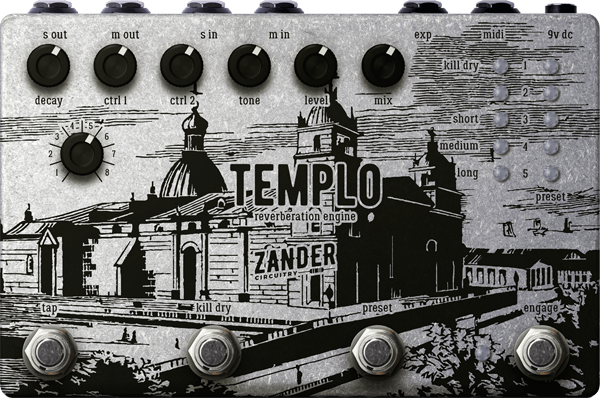 s out m out s in m in exp midi 9v dc
kill dry 1
decay ctrl 1 ctrl 2 tone level mix
2
short 3
medium 4
long 5
1 2 3 4 5 6 7 8
preset
TEMPLO
reverberation engine
ZANDER
CIRCUITRY
tap kill dry preset engage